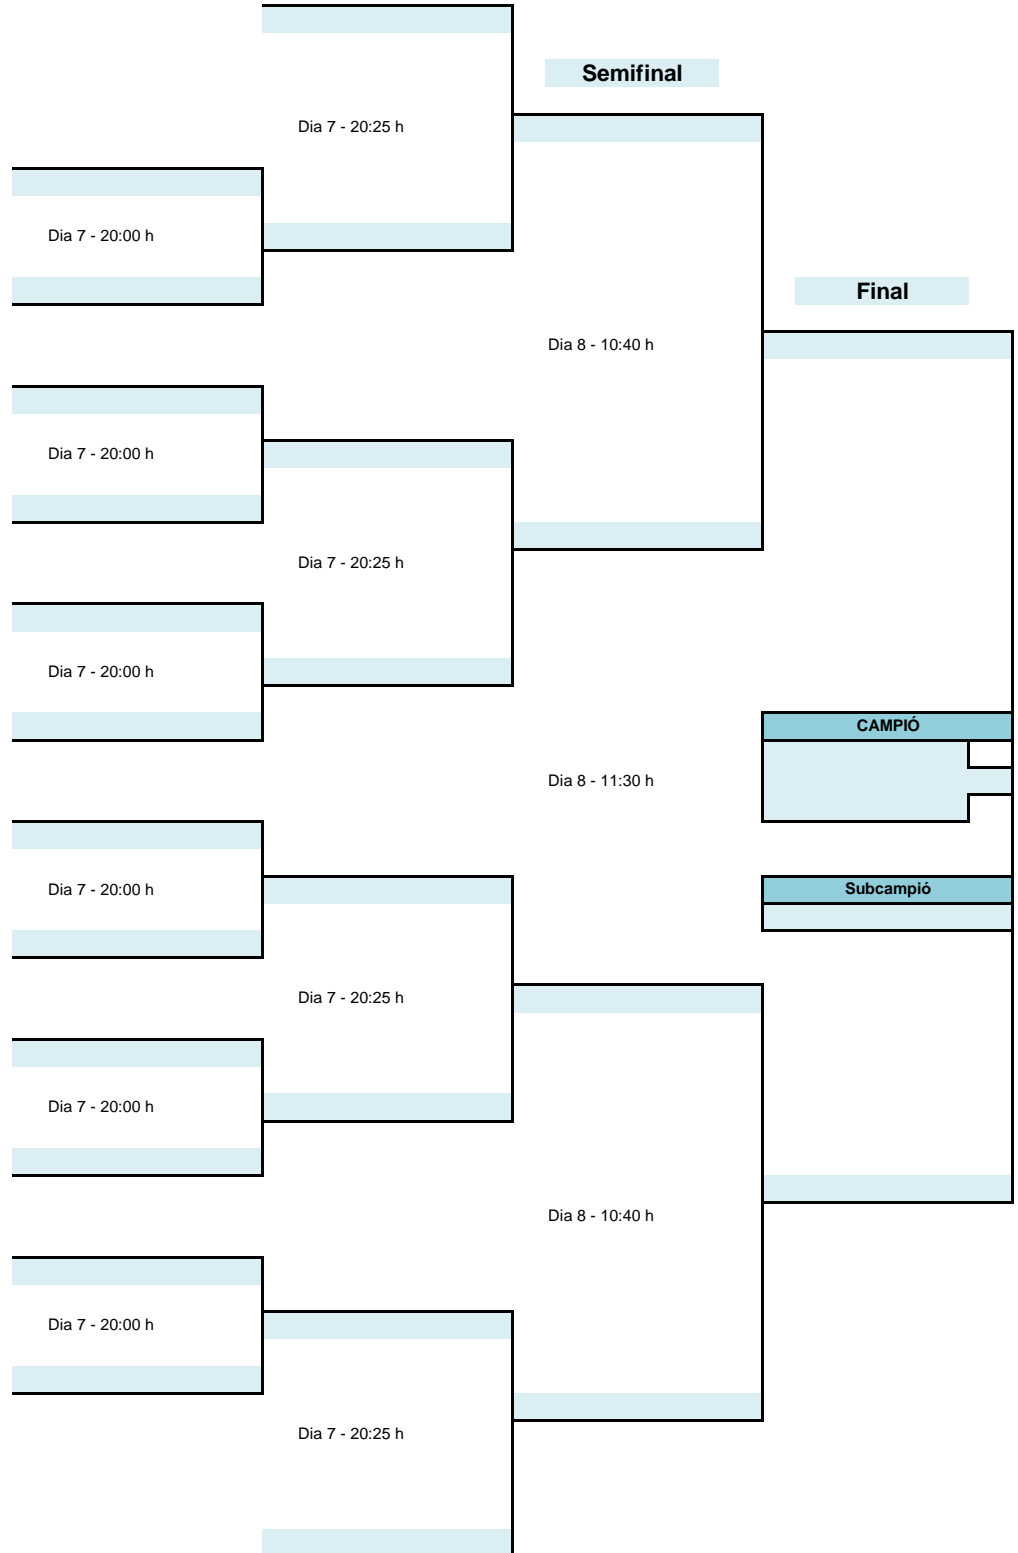 Semifinal
Dia 7 - 20:25 h
Dia 7 - 20:00 h
Final
Dia 8 - 10:40 h
Dia 7 - 20:00 h
Dia 7 - 20:25 h
Dia 7 - 20:00 h
CAMPIÓ
Dia 8 - 11:30 h
Dia 7 - 20:00 h
Subcampió
Dia 7 - 20:25 h
Dia 7 - 20:00 h
Dia 8 - 10:40 h
Dia 7 - 20:00 h
Dia 7 - 20:25 h